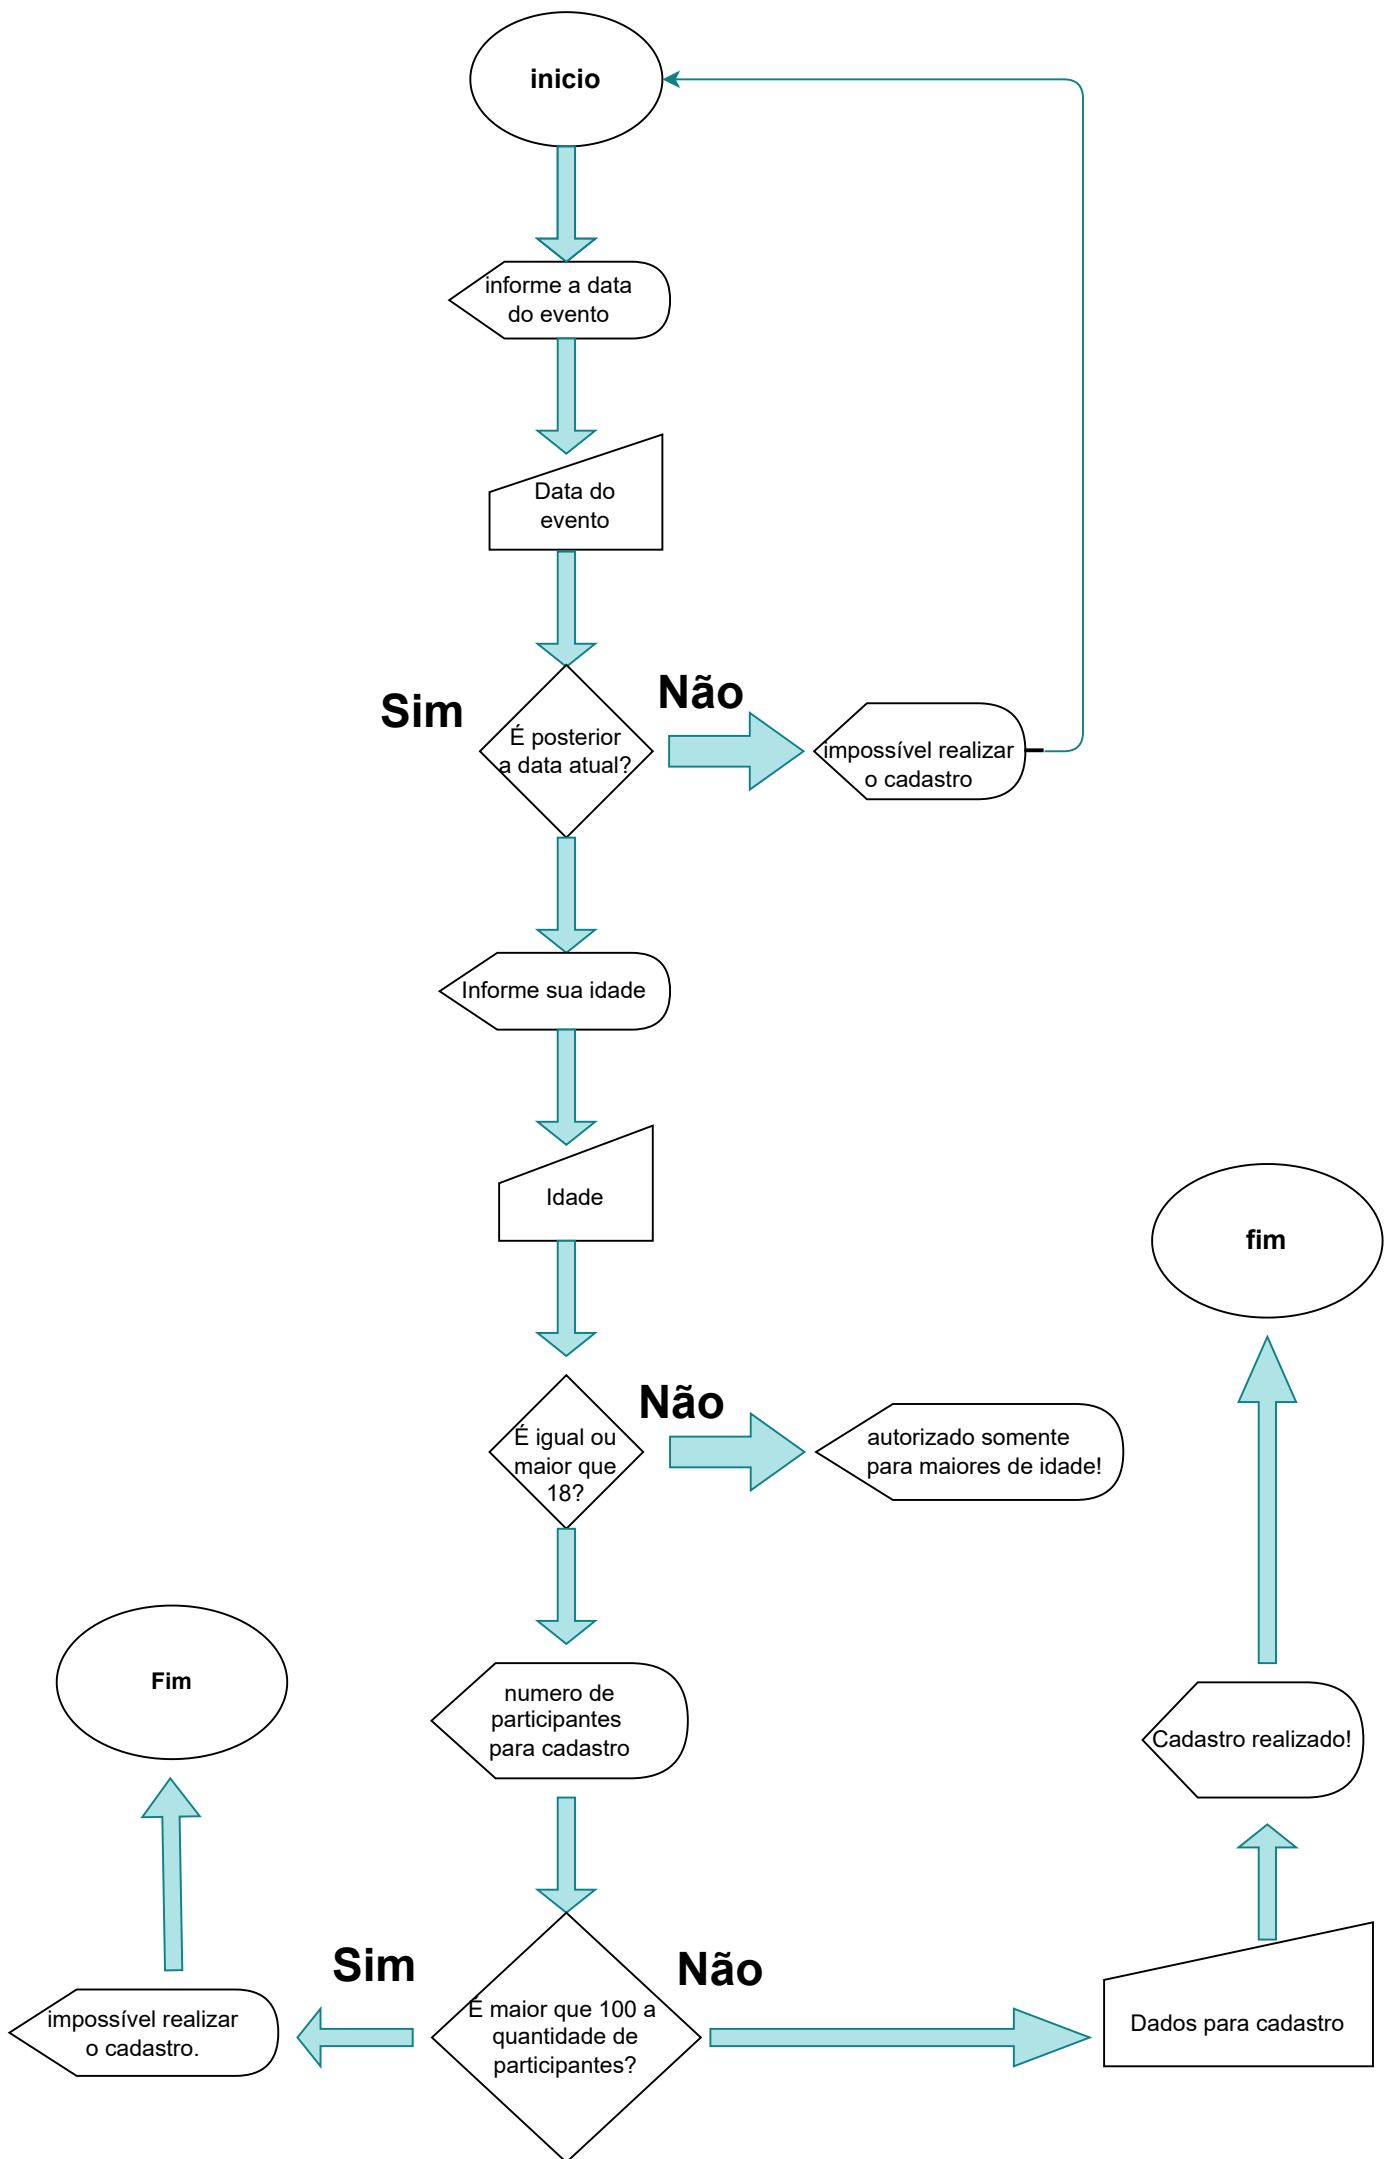 inicio
informe a data
do evento
Data do
evento
Sim
Não
É posterior
a data atual?
impossível realizar
o cadastro
Informe sua idade
Idade
fim
Não
É igual ou
maior que
18?
autorizado somente
para maiores de idade!
Fim
numero de
participantes
para cadastro
Cadastro realizado!
Sim
Não
É maior que 100 a
quantidade de
participantes?
impossível realizar
o cadastro.
Dados para cadastro